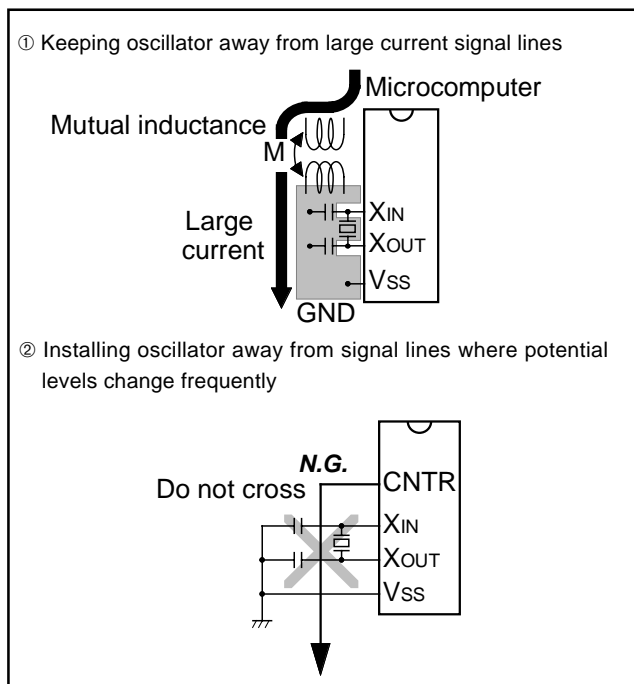 ① Keeping oscillator away from large current signal lines
Microcomputer
Mutual inductance
M
XIN
Large
current
XOUT
VSS
GND
② Installing oscillator away from signal lines where potential
levels change frequently
N.G.
CNTR
Do not cross
XIN
XOUT
VSS